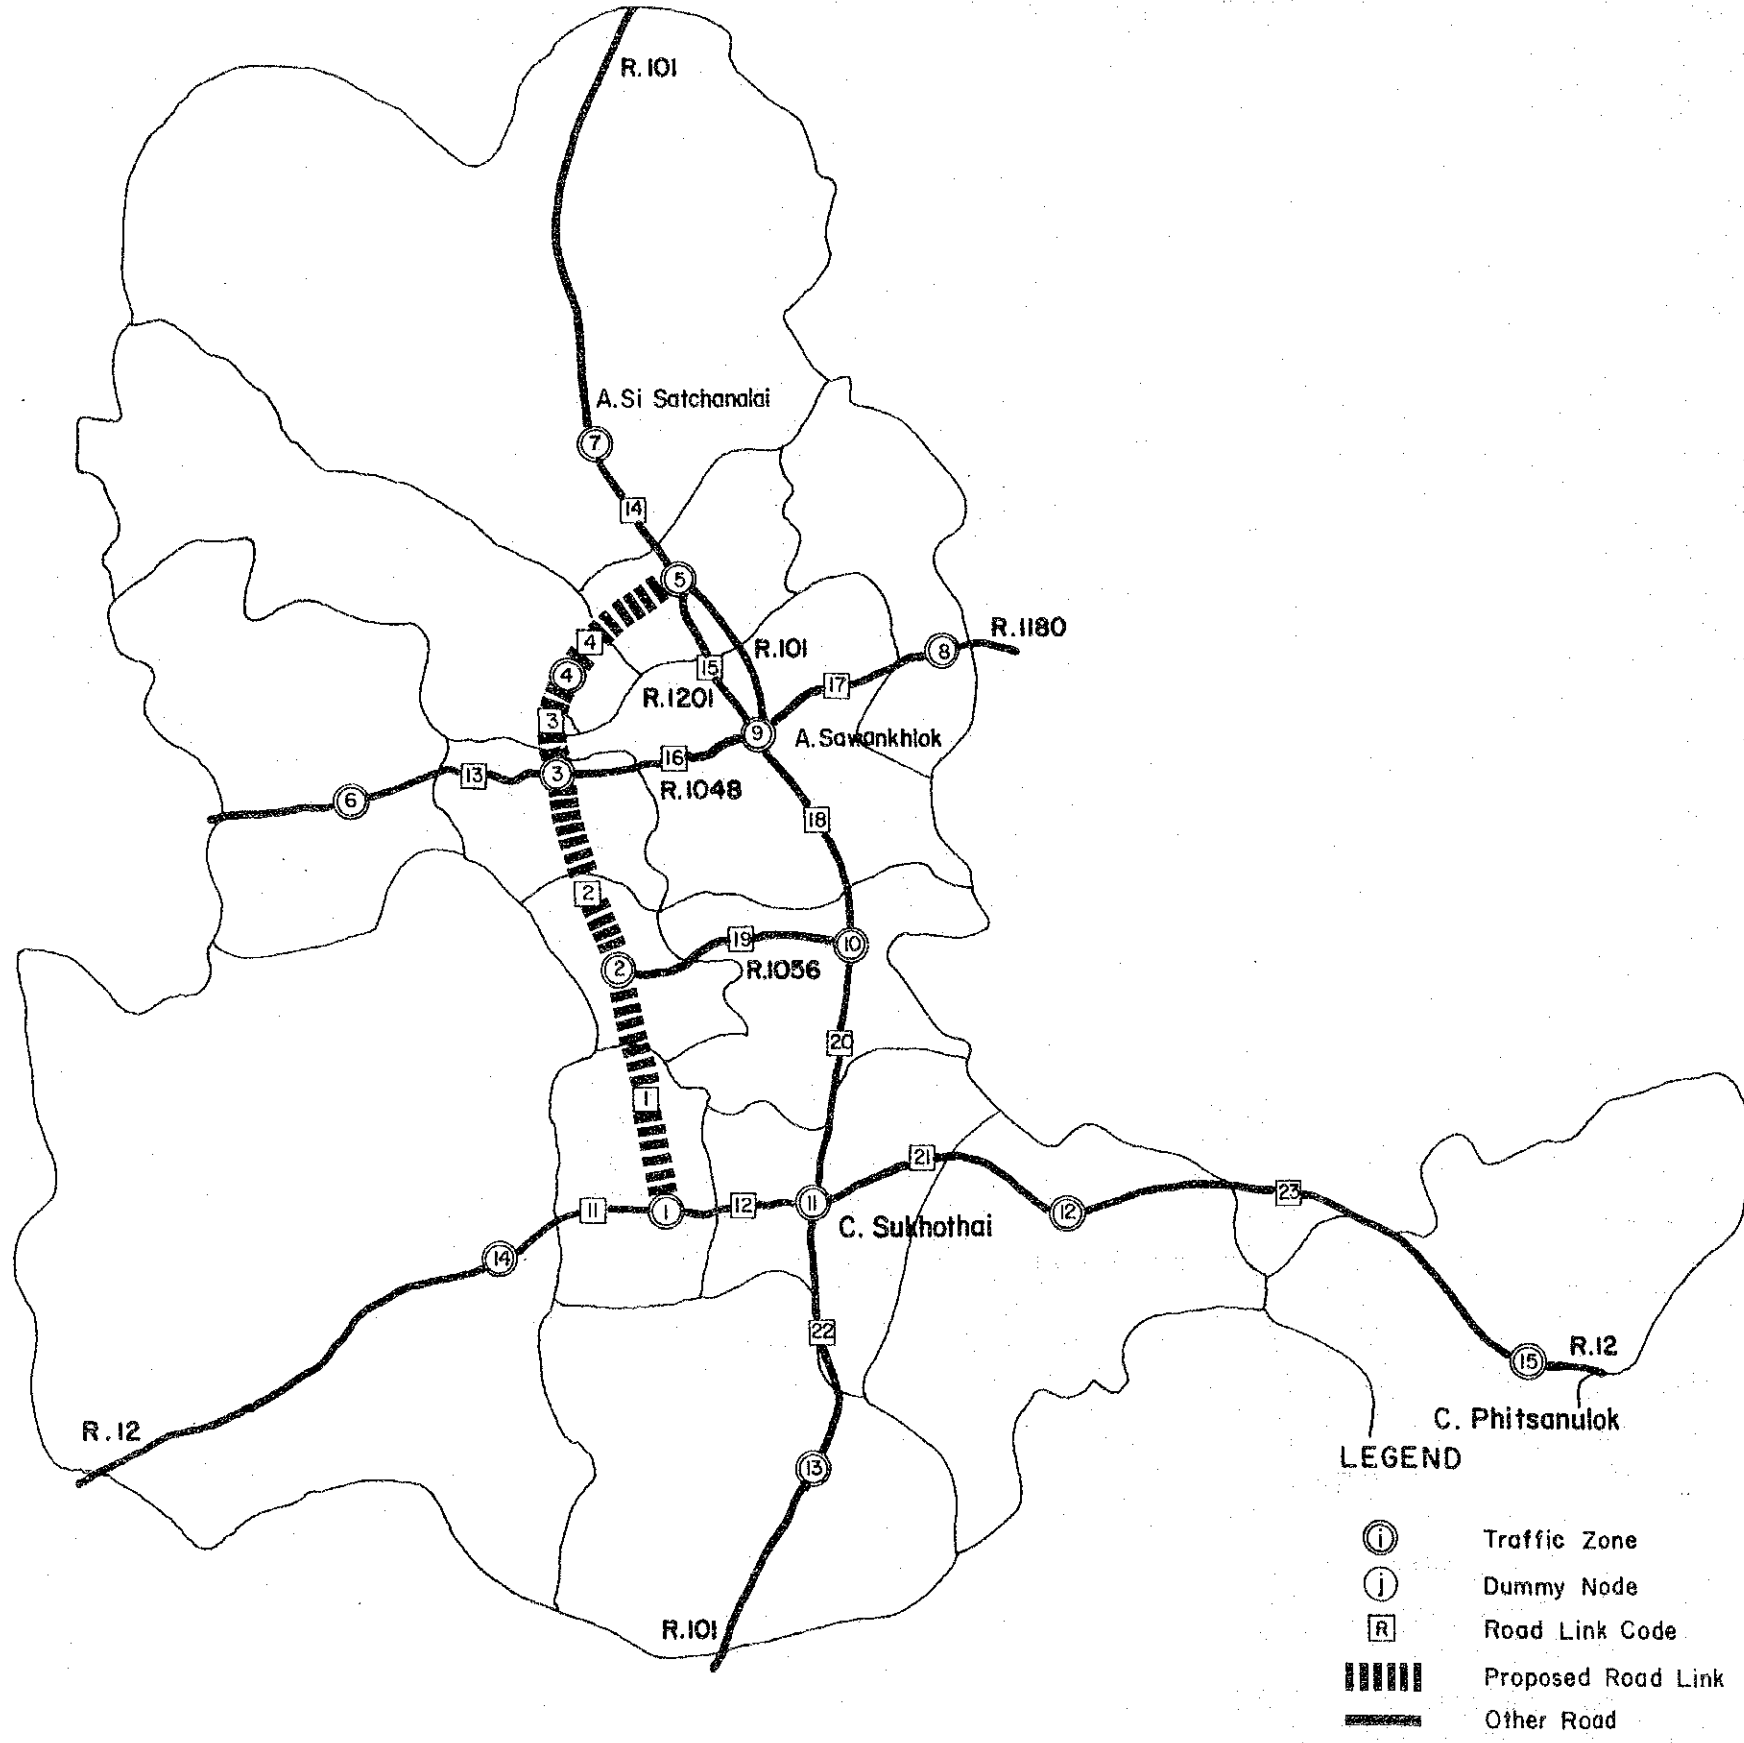 R.101
A.Si Satchanalai
7
14
5
4
R.1180
8
R.101
15
4
17
R.1201
3
9
A.Sawankhlok
16
3
13
R.1048
6
18
2
19
10
2
R.1056
20
1
21
23
12
11
1
11
12
C. Sukhothai
14
22
R.12
15
C. Phitsanulok
R.12
LEGEND
13
i Traffic Zone
j Dummy Node
R.101
R Road Link Code
Proposed Road Link
Other Road